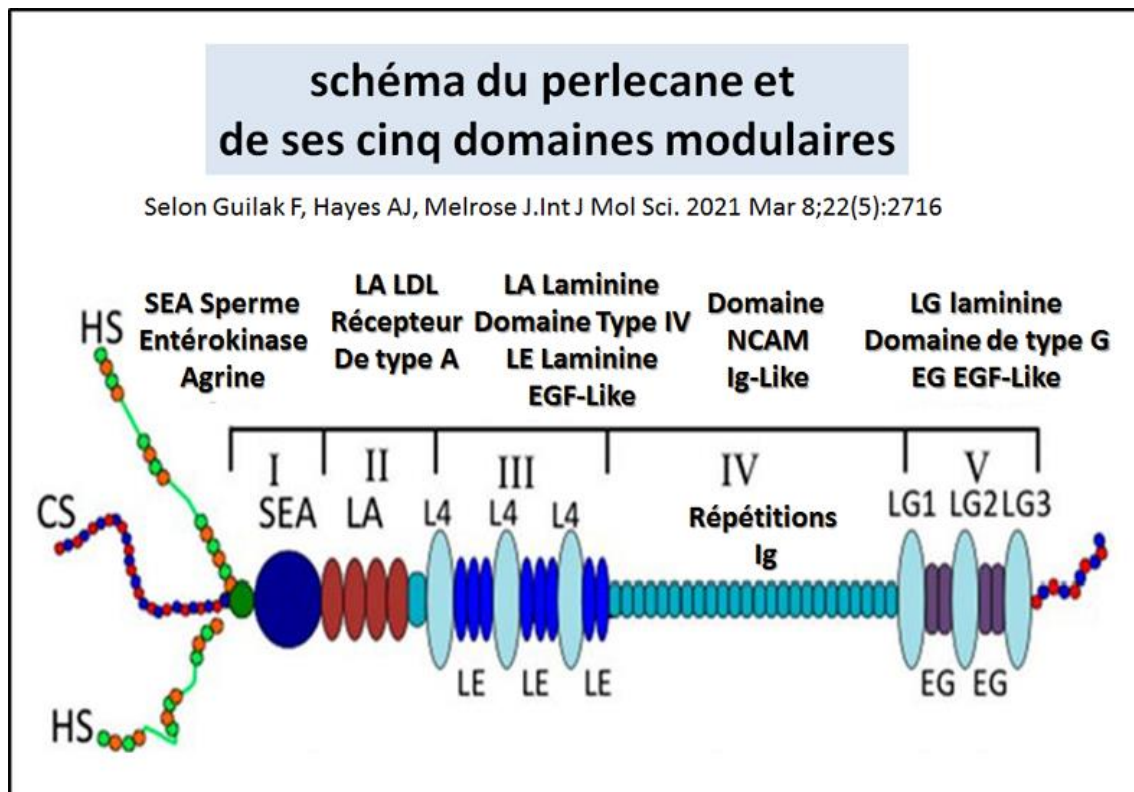 schéma du perlecane et
de ses cinq domaines modulaires
Selon Guilak F, Hayes AJ, Melrose J.Int J Mol Sci. 2021 Mar 8;22(5):2716
HS
SEA Sperme
Entérokinase
Agrine
LA LDL
Récepteur
De type A
LA Laminine
Domaine Type IV
LE Laminine
EGF-Like
Domaine
NCAM
Ig-Like
LG laminine
Domaine de type G
EG EGF-Like
I II III IV V
CS
SEA LA L4 L4 L4
Répétitions
Ig
LG1 LG2 LG3
LE LE LE
EG EG
HS